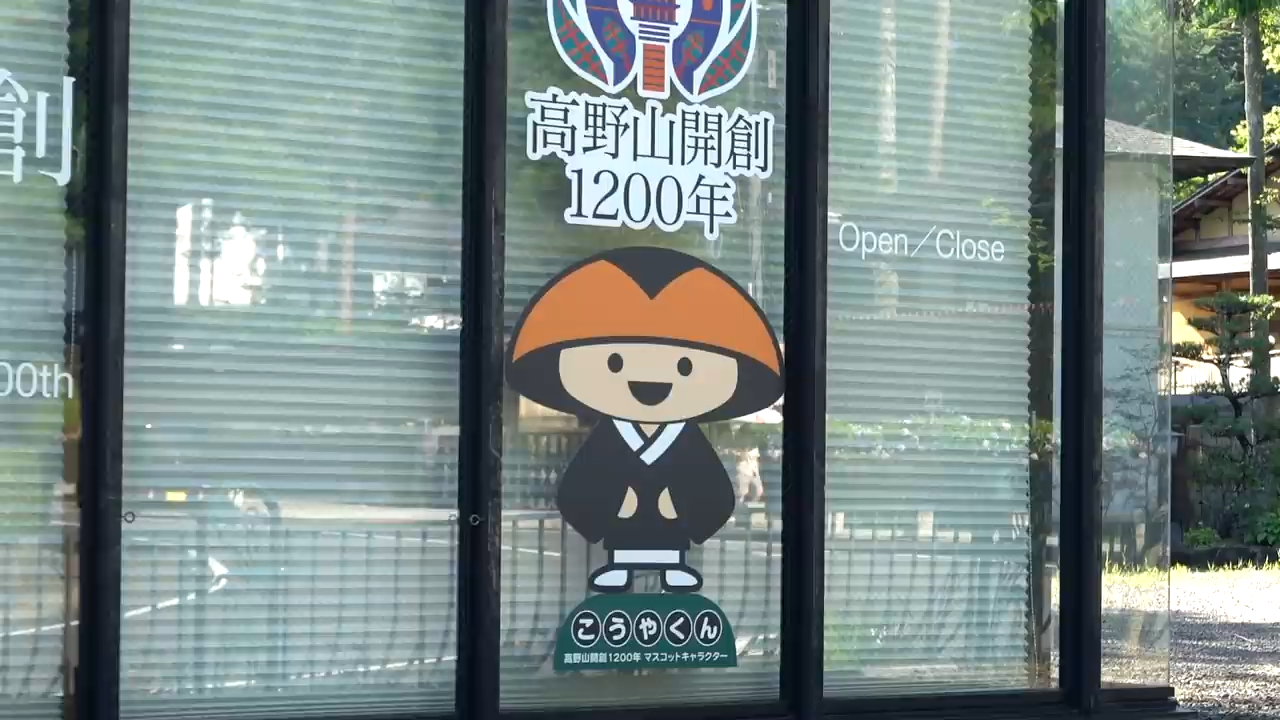 創
00th
高野山開創
1200年
Open／Close
こうやくん
高野山開創1200年 マスコットキャラクター